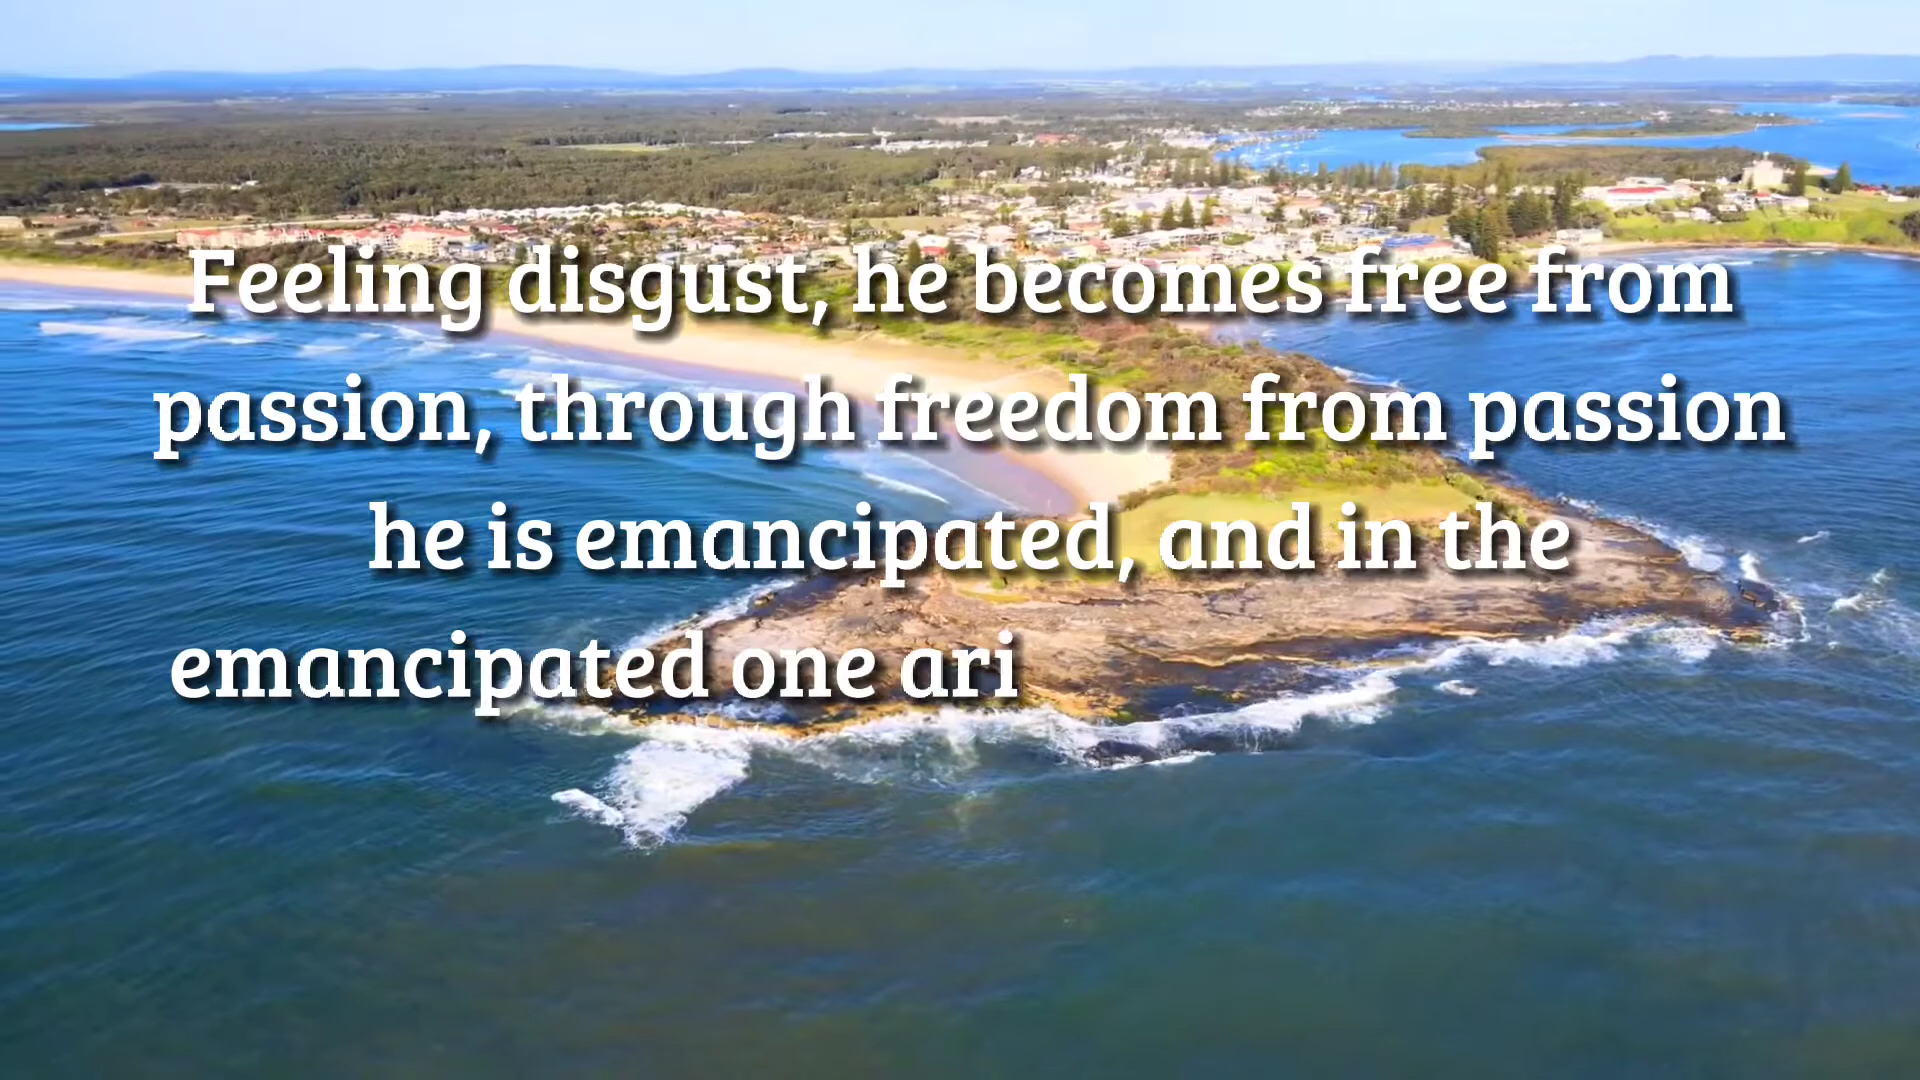 Feeling disgust, he becomes free from
passion, through freedom from passion
he is emancipated, and in the
emancipated one ari